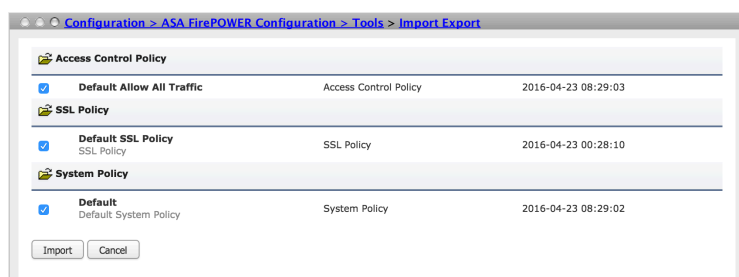 Configuration > ASA FirePOWER Configuration > Tools > Import Export
Access Control Policy
Default Allow All Traffic Access Control Policy 2016-04-23 08:29:03
SSL Policy
Default SSL Policy SSL Policy 2016-04-23 00:28:10
SSL Policy
System Policy
Default System Policy 2016-04-23 08:29:02
Default System Policy
Import Cancel